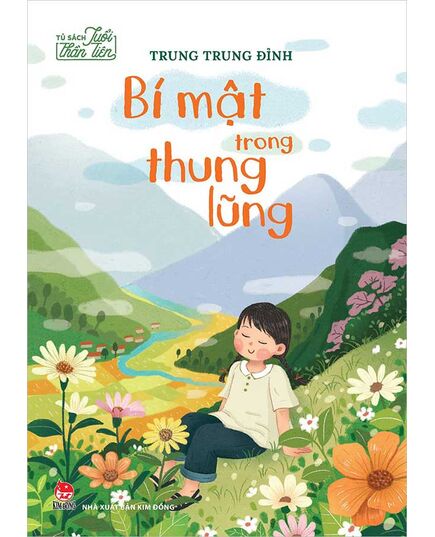 TỦ SÁCH Tuổi
thần tiên
TRUNG TRUNG ĐỈNH
Bí mật
trong
thung
lũng
KIM ĐỒNG
NHÀ XUẤT BẢN KIM ĐỒNG